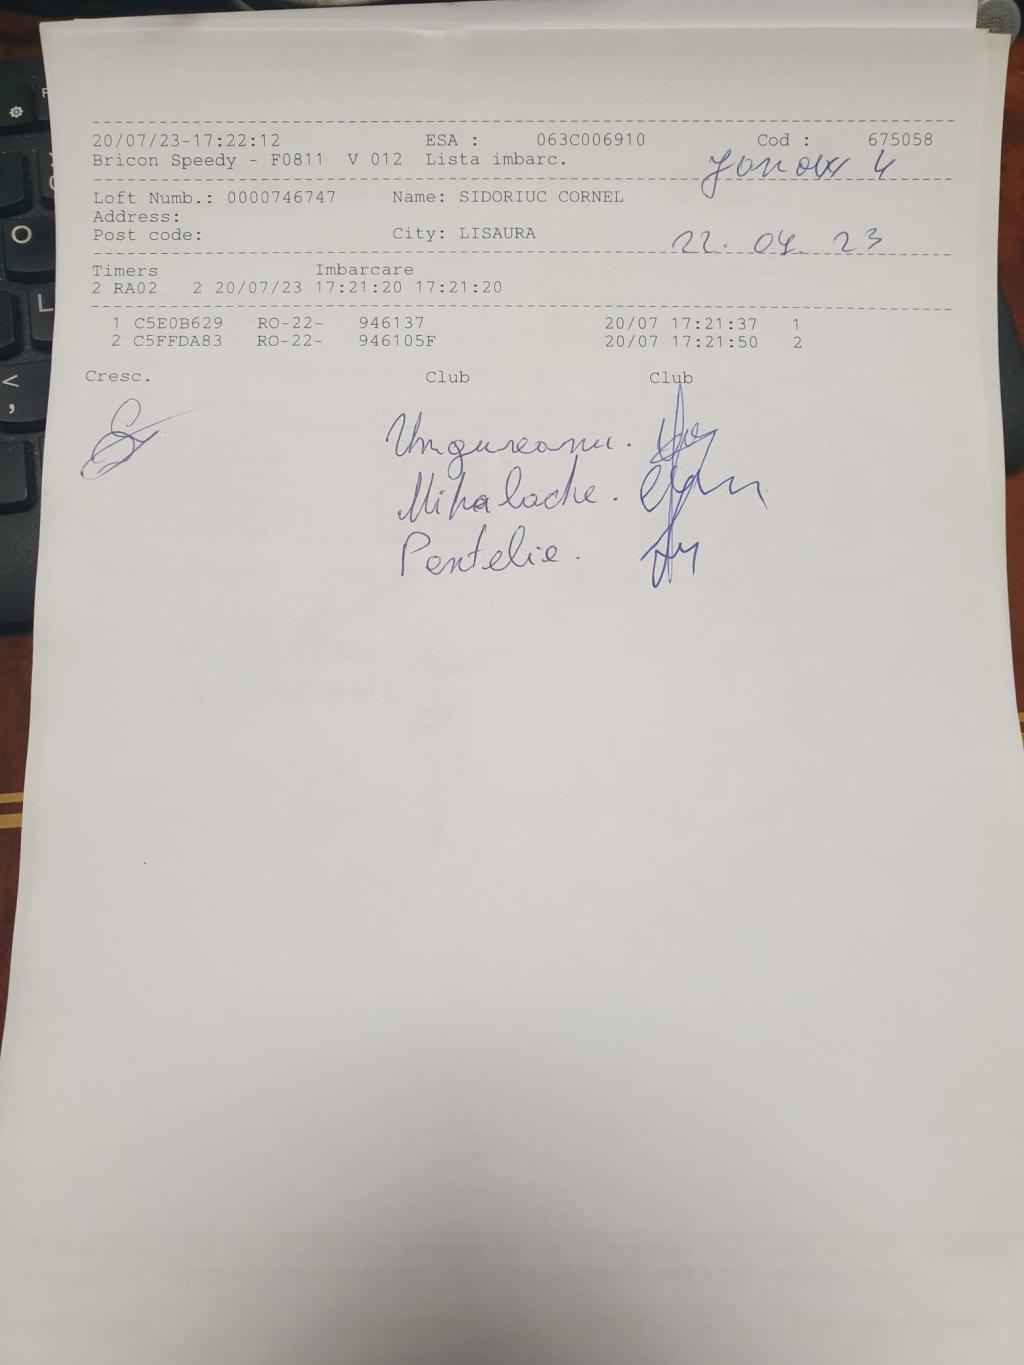 20/07/23-17:22:12 ESA : 063C006910 Cod : 675058
Bricon Speedy - F0811 V 012 Lista imbarc.
Janow 4
Loft Numb.: 0000746747 Name: SIDORIUC CORNEL
Address:
Post code: City: LISAURA
22.04.23
Timers Imbarcare
2 RA02 2 20/07/23 17:21:20 17:21:20
1 C5E0B629 RO-22- 946137 20/07 17:21:37 1
2 C5FFDA83 RO-22- 946105F 20/07 17:21:50 2
Cresc. Club Club
Ungureanu.
Mihalache.
Pentelie.